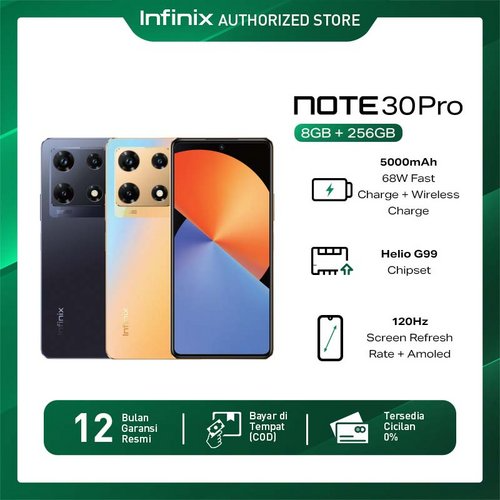 Infinix AUTHORIZED STORE
NOTE 30 Pro
8GB + 256GB
5000mAh
68W Fast
Charge + Wireless
Charge
Helio G99
Chipset
120Hz
Screen Refresh
Rate + Amoled
Infinix
Infinix
12 Bulan
Garansi
Resmi
Bayar di
Tempat
(COD)
Tersedia
Cicilan
0%